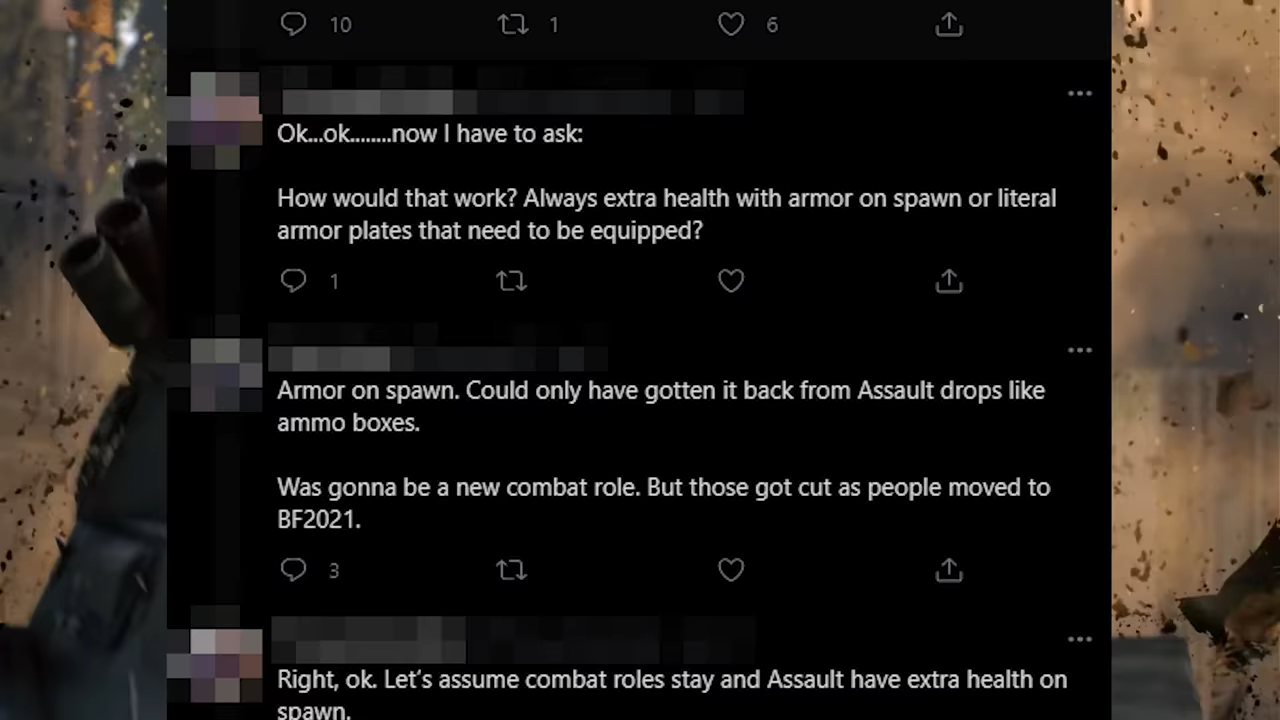 10 1 6
Ok...ok........now I have to ask:
How would that work? Always extra health with armor on spawn or literal
armor plates that need to be equipped?
1
Armor on spawn. Could only have gotten it back from Assault drops like
ammo boxes.
Was gonna be a new combat role. But those got cut as people moved to
BF2021.
3
Right, ok. Let’s assume combat roles stay and Assault have extra health on
spawn.